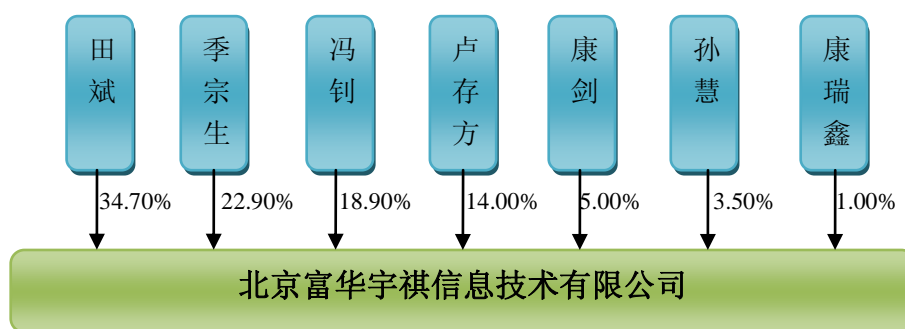 田斌
季宗生
冯钊
卢存方
康剑
孙慧
康瑞鑫
34.70%
22.90%
18.90%
14.00%
5.00%
3.50%
1.00%
北京富华宇祺信息技术有限公司